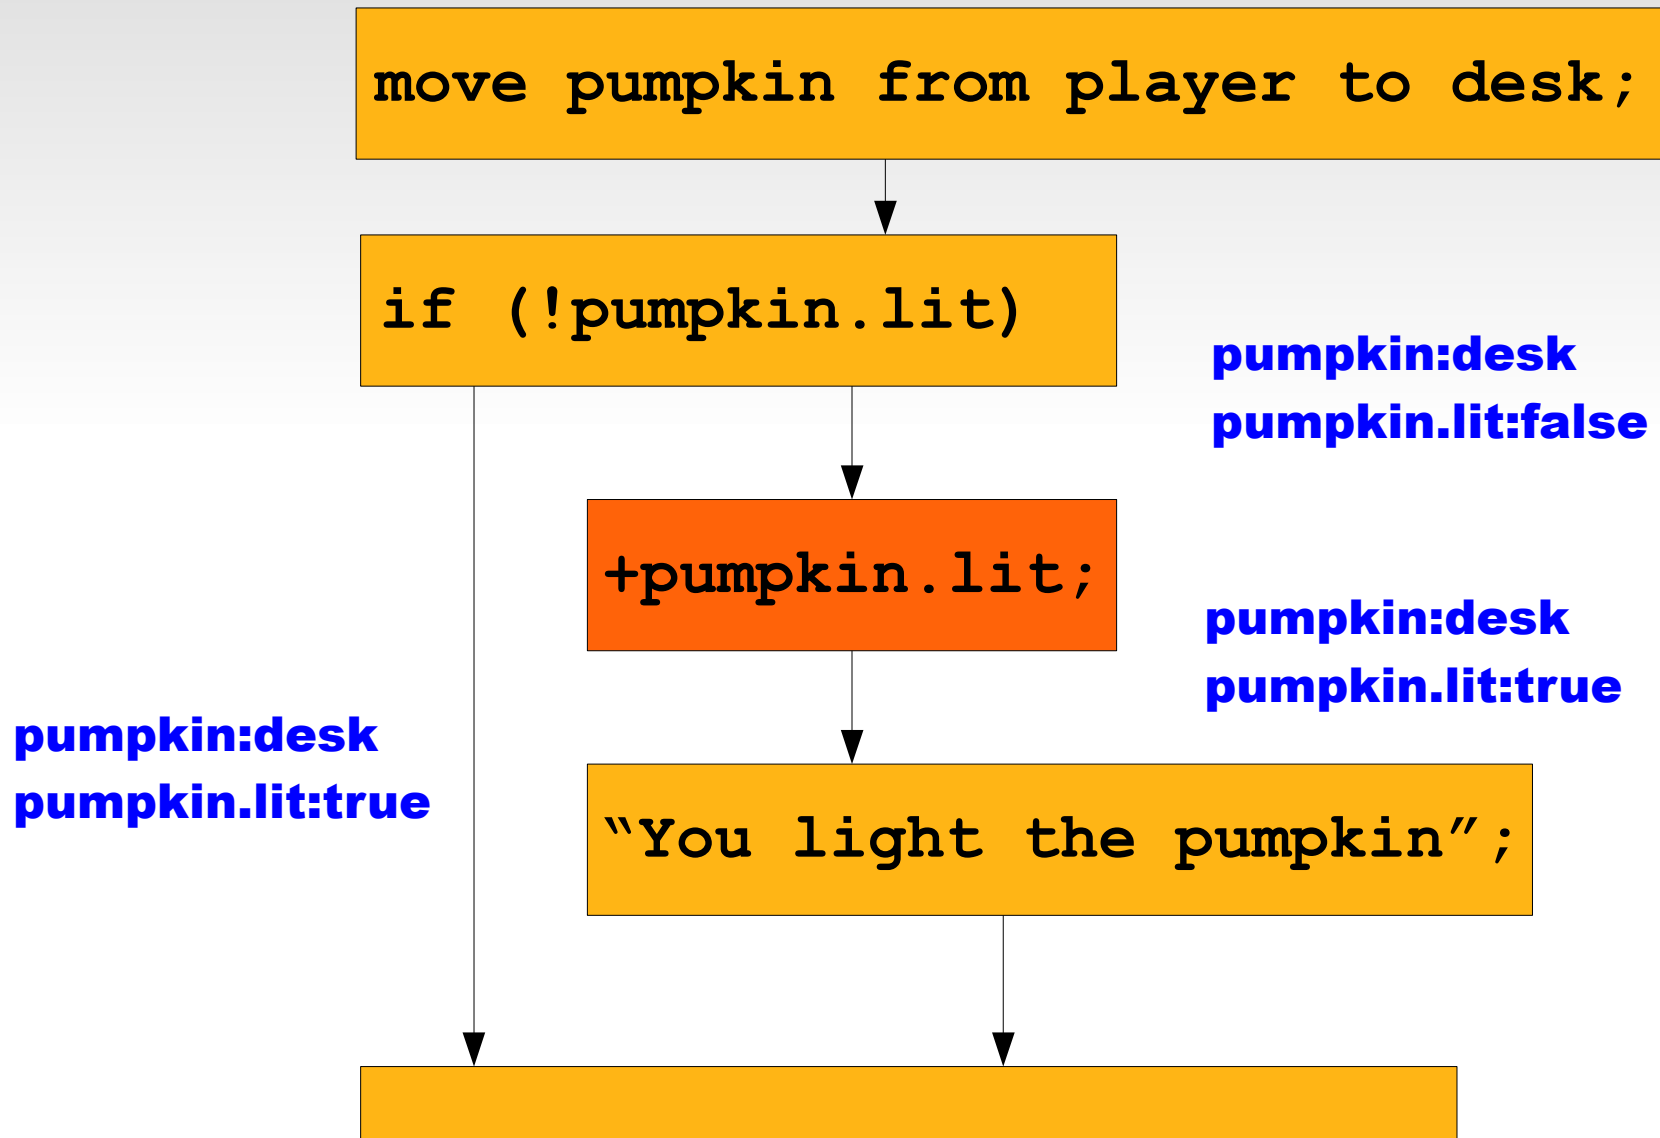 move pumpkin from player to desk;
if (!pumpkin.lit)
pumpkin:desk
pumpkin.lit:false
+pumpkin.lit;
pumpkin:desk
pumpkin.lit:true
pumpkin:desk
pumpkin.lit:true
“You light the pumpkin”;